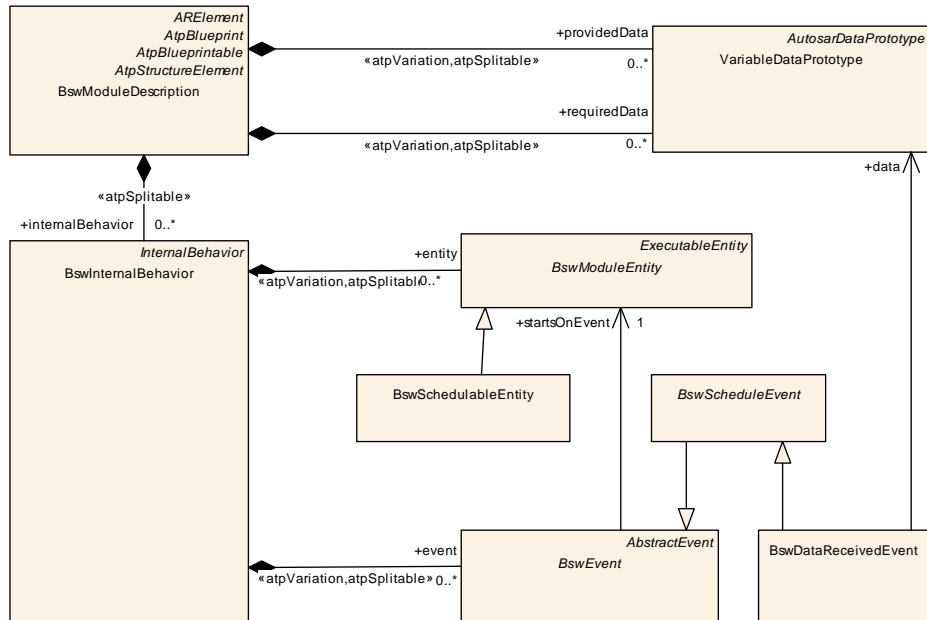 ARElement
AtpBlueprint
AtpBlueprintable
AtpStructureElement
BswModuleDescription
+providedData
«atpVariation,atpSplitable»
0..*
AutosarDataPrototype
VariableDataPrototype
+requiredData
«atpVariation,atpSplitable»
0..*
+data
«atpSplitable»
+internalBehavior
0..*
InternalBehavior
BswInternalBehavior
+entity
«atpVariation,atpSplitable
0..*
ExecutableEntity
BswModuleEntity
+startsOnEvent
1
BswSchedulableEntity
BswScheduleEvent
+event
«atpVariation,atpSplitable»
0..*
AbstractEvent
BswEvent
BswDataReceivedEvent